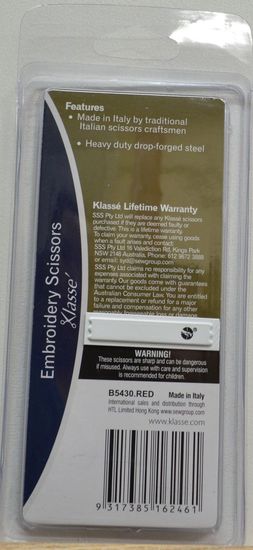 Features
• Made in Italy by traditional
Italian scissors craftsmen
• Heavy duty drop-forged steel
Embroidery Scissors
Klassé
Klassé Lifetime Warranty
SSS Pty Ltd will replace any Klassé scissors
purchased if they are deemed faulty or
defective. This is a lifetime warranty.
To claim your warranty, cease using goods
when a fault arises and contact:
SSS Pty Ltd 16 Valediction Rd, Kings Park
NSW 2148 Australia, Phone: 612 9672 3888
or email: syd@sewgroup.com
SSS Pty Ltd claims no responsibility for any
expenses associated with claiming the
warranty. Our goods come with guarantees
that cannot be excluded under the
Australian Consumer Law. You are entitled
to a replacement or refund for a major
failure and compensation for any other
WARNING!
These scissors are sharp and can be dangerous
if misused. Always use with care and supervision
is recommended for children.
B5430.RED Made in Italy
International sales and distribution through
HTL Limited Hong Kong www.sewgroup.com
www.klasse.com
9 317385 162461